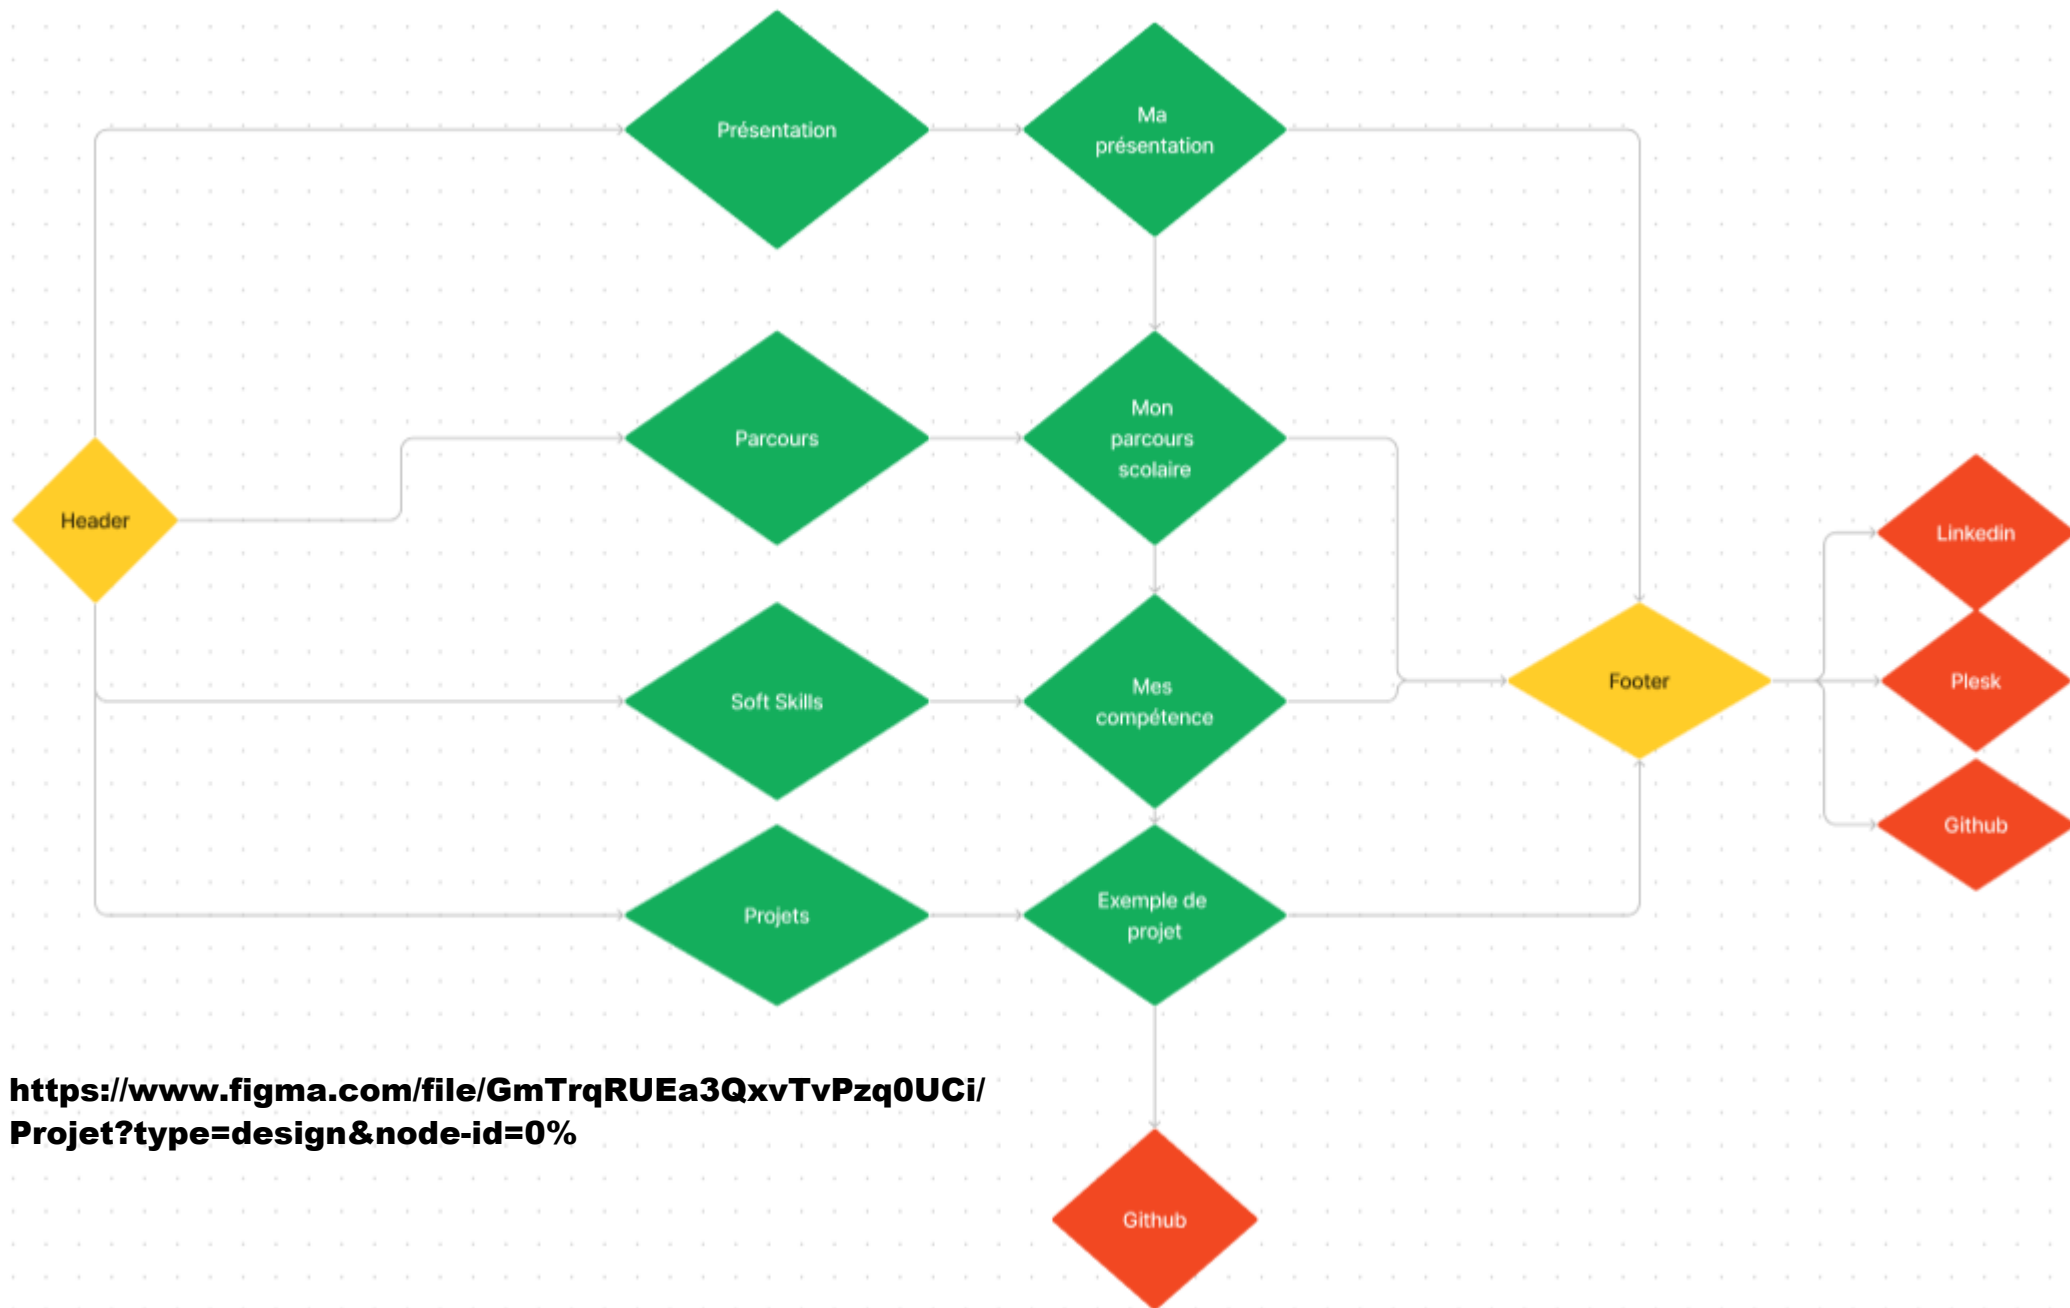 Présentation
Ma
présentation
Parcours
Mon
parcours
scolaire
Header
Linkedin
Soft Skills
Mes
compétence
Footer
Plesk
Github
Projets
Exemple de
projet
https://www.figma.com/file/GmTrqRUEa3QxvTvPzq0UCi/
Projet?type=design&node-id=0%
Github